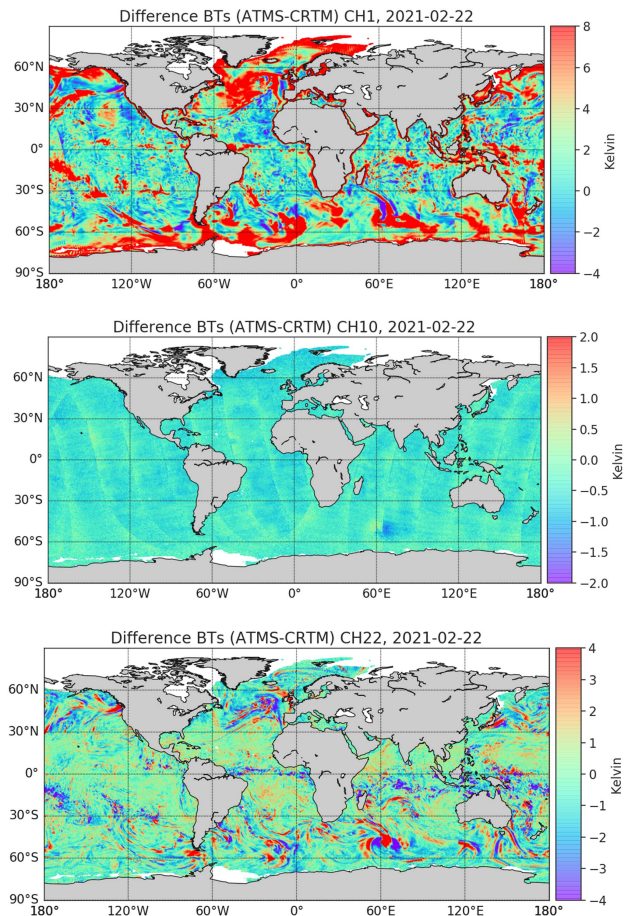 Difference BTs (ATMS-CRTM) CH1, 2021-02-22
60°N
30°N
0°
30°S
60°S
90°S
180°
120°W
60°W
0°
60°E
120°E
180°
8
6
4
2
0
−2
−4
Kelvin
Difference BTs (ATMS-CRTM) CH10, 2021-02-22
60°N
30°N
0°
30°S
60°S
90°S
180°
120°W
60°W
0°
60°E
120°E
180°
2.0
1.5
1.0
0.5
0.0
−0.5
−1.0
−1.5
−2.0
Kelvin
Difference BTs (ATMS-CRTM) CH22, 2021-02-22
60°N
30°N
0°
30°S
60°S
90°S
180°
120°W
60°W
0°
60°E
120°E
180°
4
3
2
1
0
−1
−2
−3
−4
Kelvin